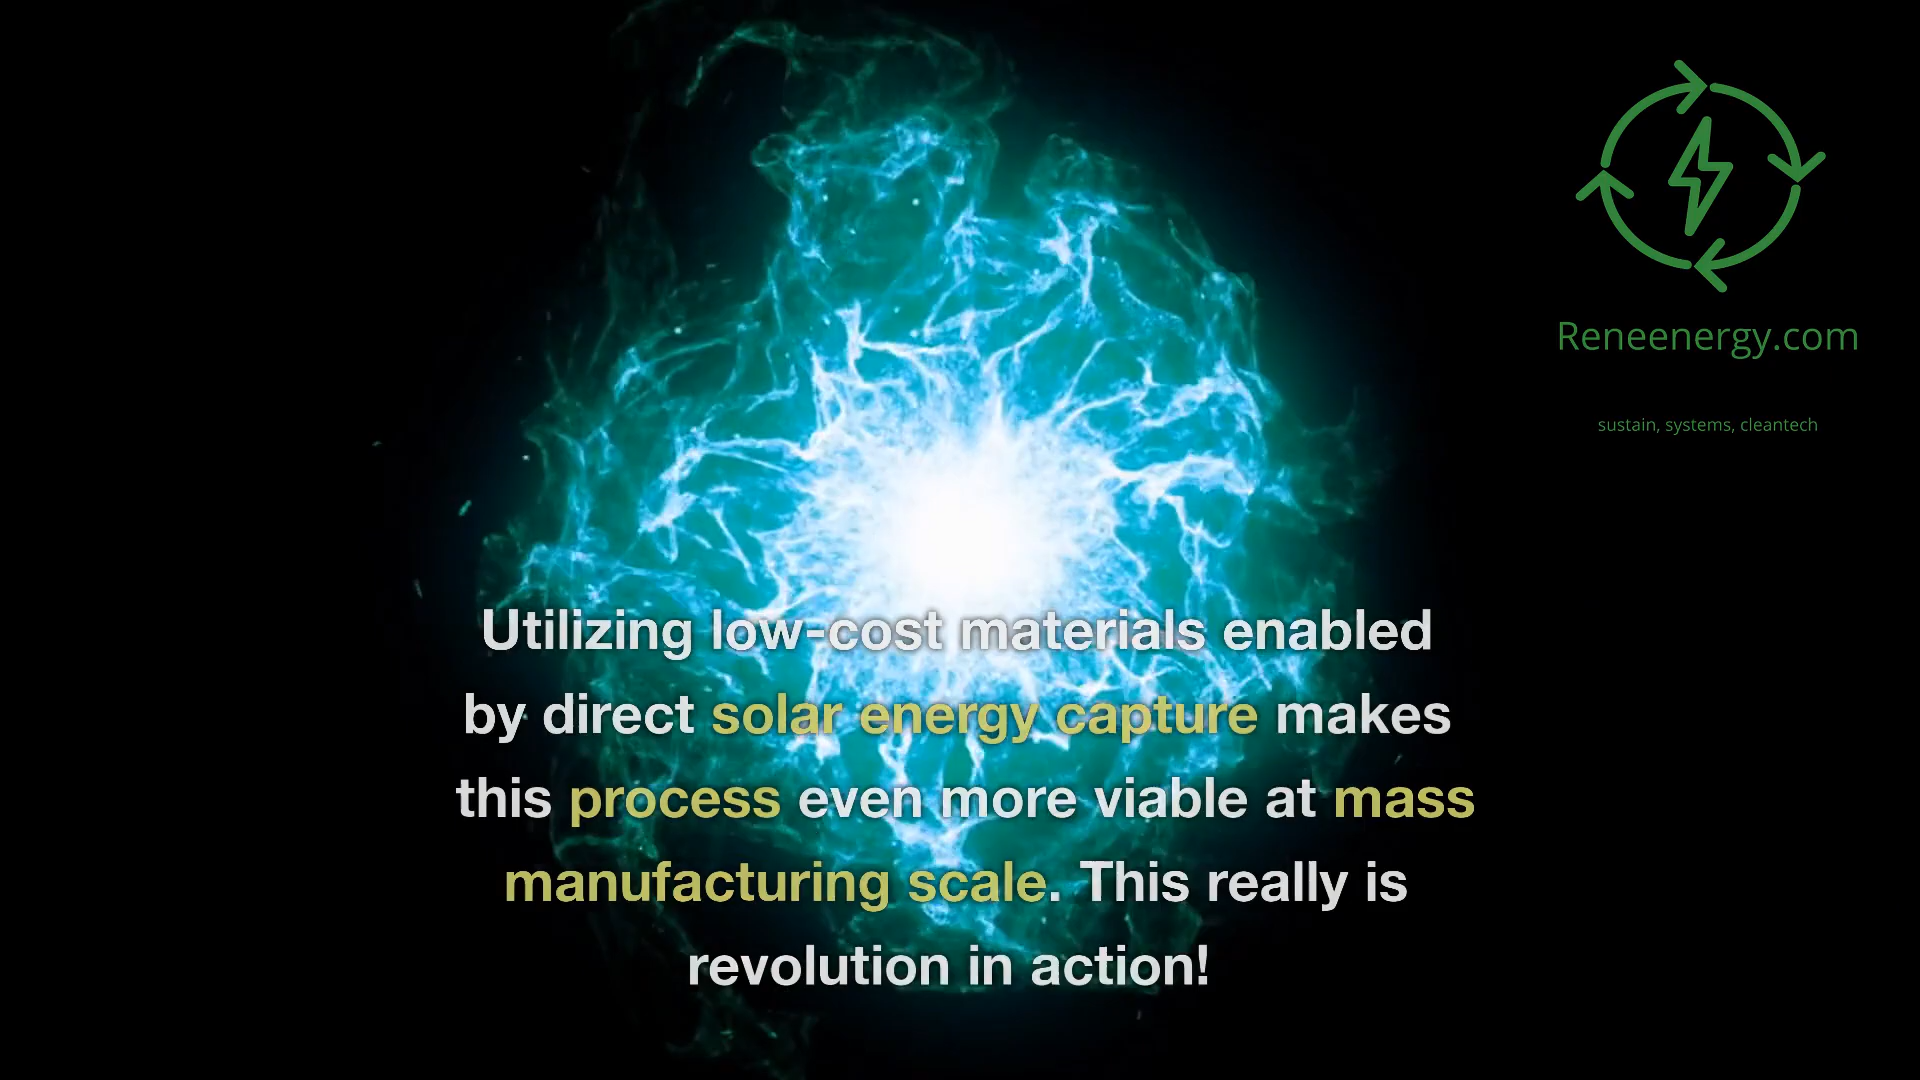 Reneenergy.com
sustain, systems, cleantech
Utilizing low-cost materials enabled
by direct solar energy capture makes
this process even more viable at mass
manufacturing scale. This really is
revolution in action!